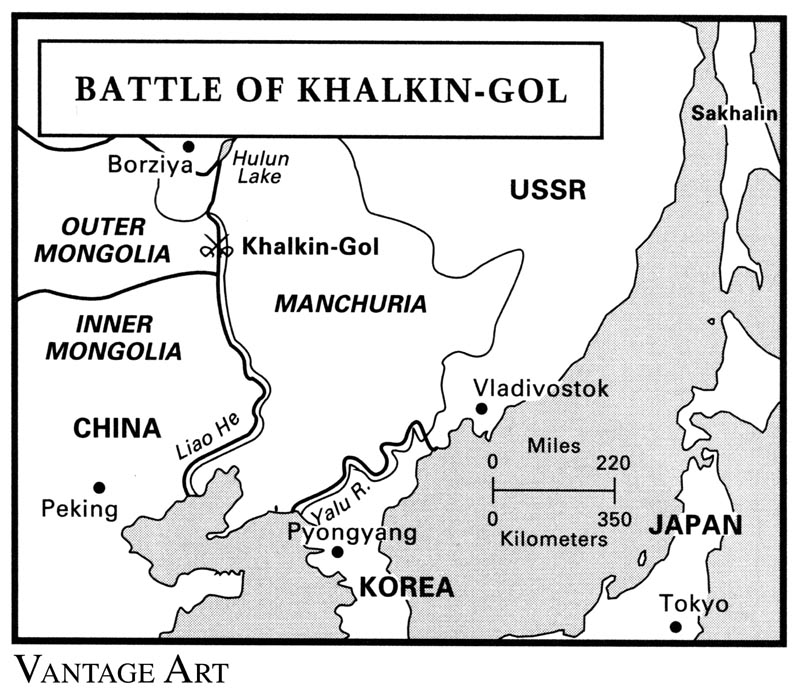 BATTLE OF KHALKIN-GOL
Sakhalin
Borziya
Hulun
Lake
USSR
OUTER
MONGOLIA
Khalkin-Gol
MANCHURIA
INNER
MONGOLIA
Vladivostok
CHINA
Liao He
Miles
0 220
0 350
Kilometers
Peking
Yalu R.
Pyongyang
JAPAN
KOREA
Tokyo
VANTAGE ART